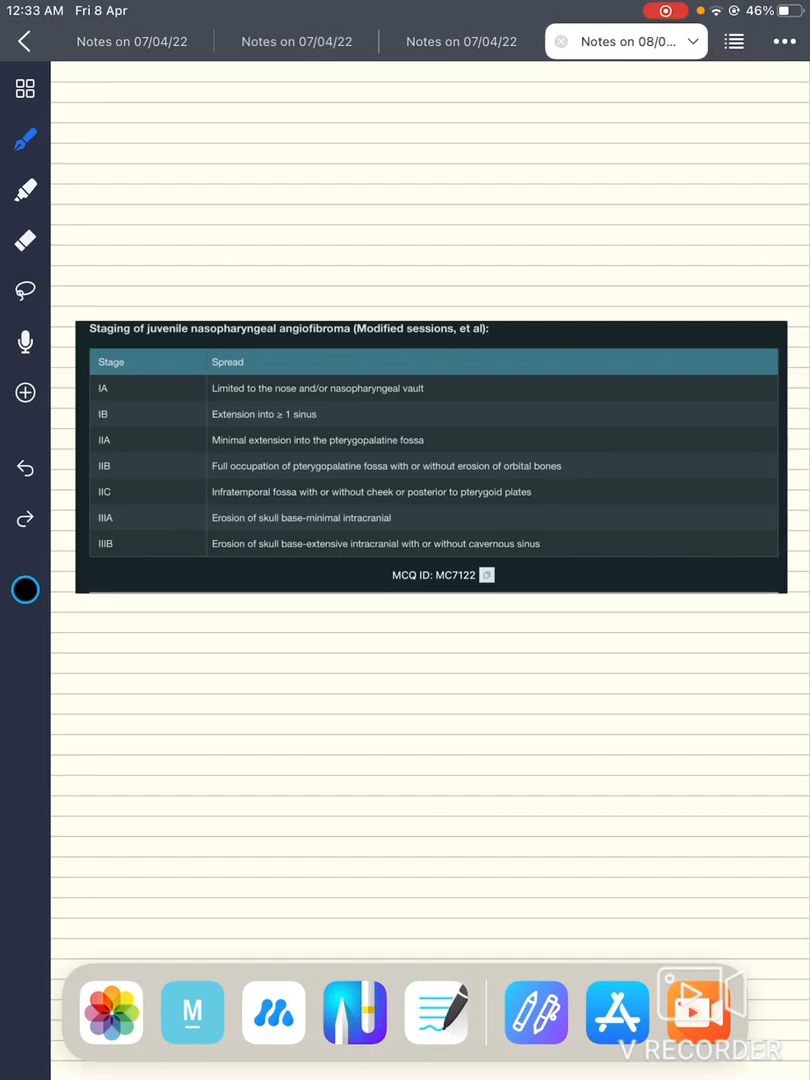 12:33 AM Fri 8 Apr 46%
Notes on 07/04/22 Notes on 07/04/22 Notes on 07/04/22 Notes on 08/0...
Staging of juvenile nasopharyngeal angiofibroma (Modified sessions, et al):
Stage Spread
IA Limited to the nose and/or nasopharyngeal vault
IB Extension into ≥ 1 sinus
IIA Minimal extension into the pterygopalatine fossa
IIB Full occupation of pterygopalatine fossa with or without erosion of orbital bones
IIC Infratemporal fossa with or without cheek or posterior to pterygoid plates
IIIA Erosion of skull base-minimal intracranial
IIIB Erosion of skull base-extensive intracranial with or without cavernous sinus
MCQ ID: MC7122
M
V RECORDER